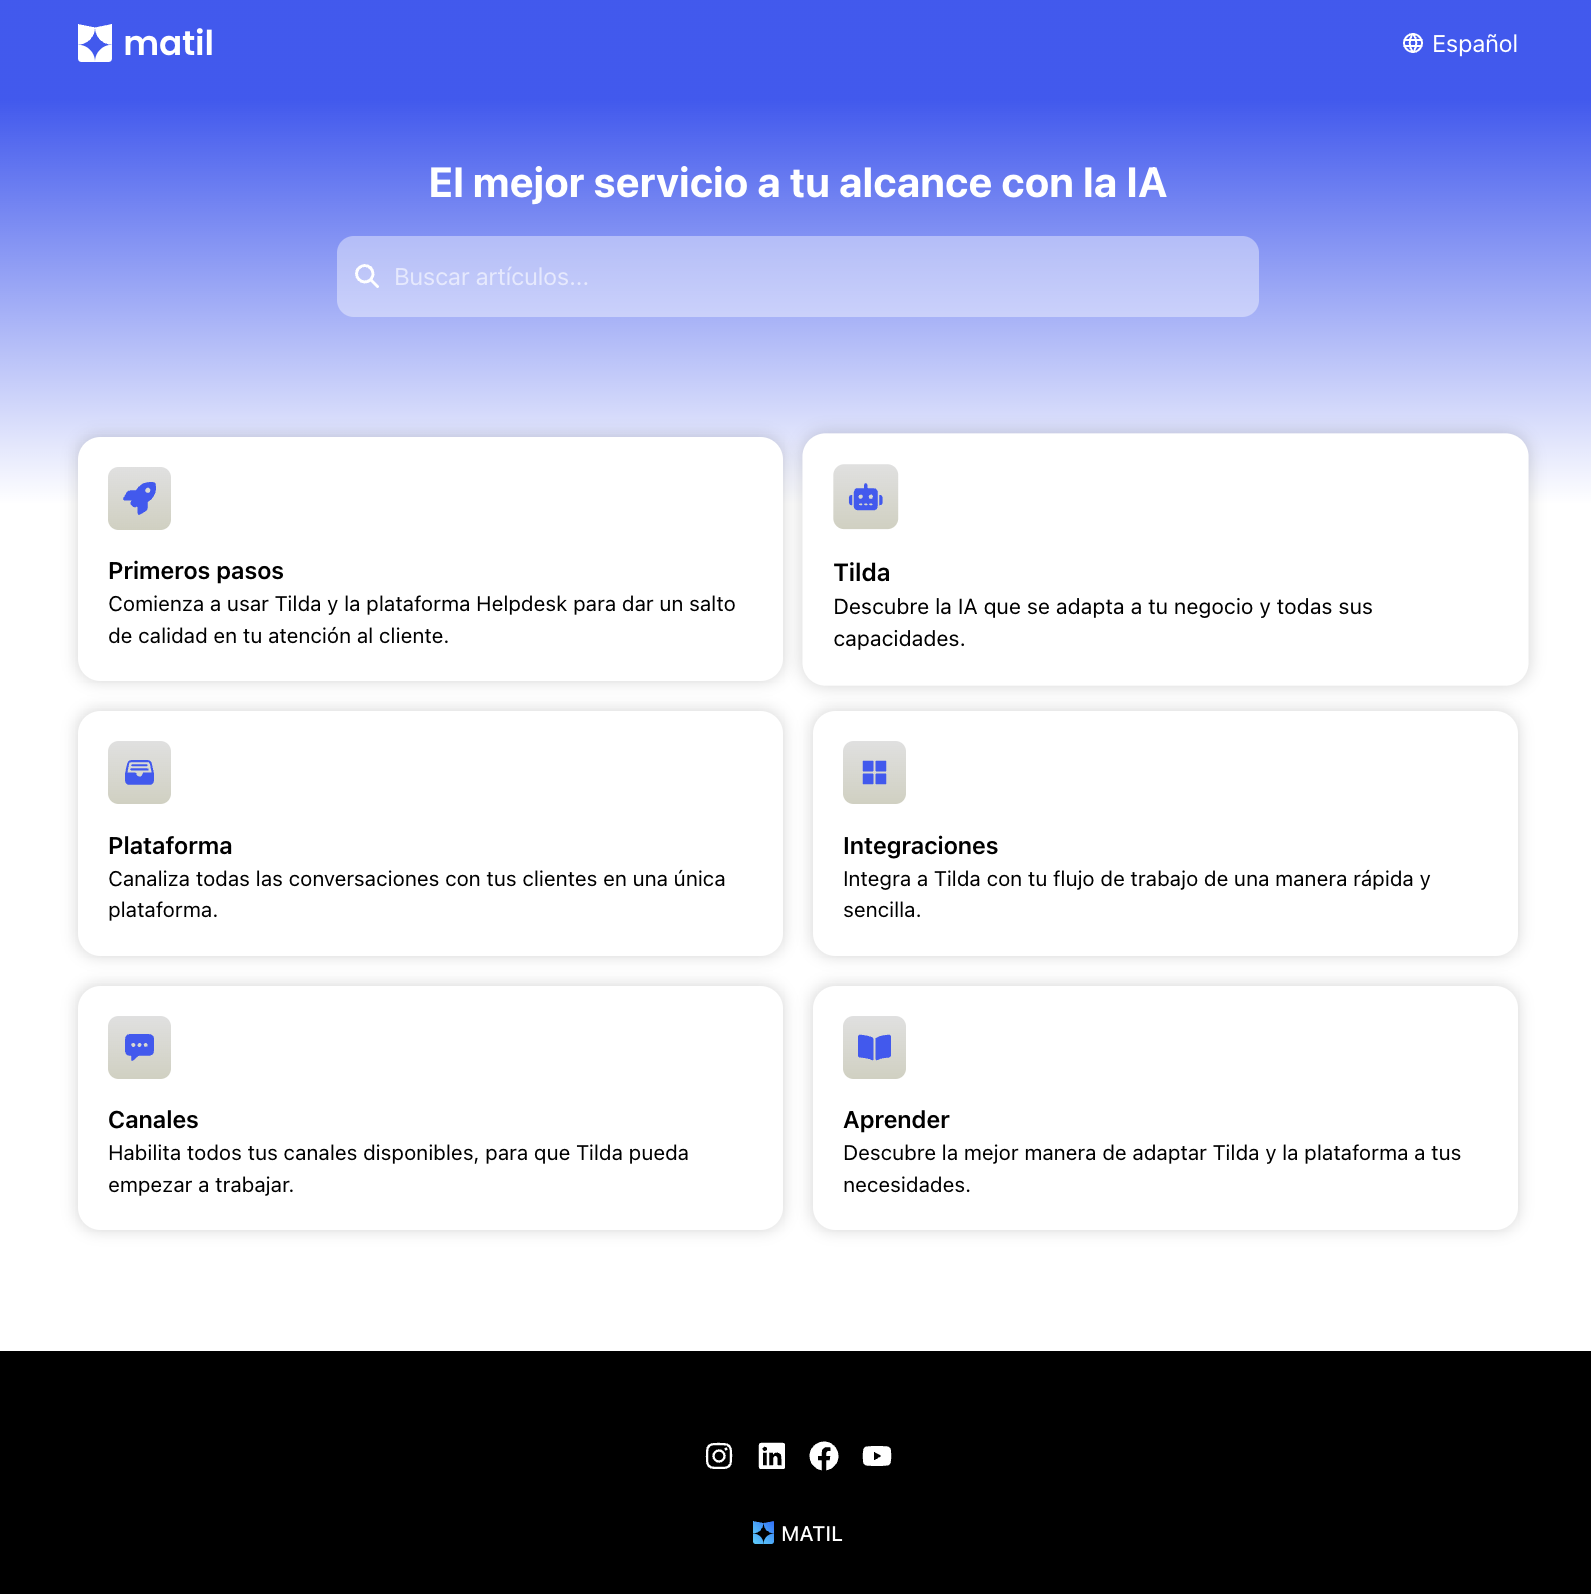 matil
Español
El mejor servicio a tu alcance con la IA
Buscar artículos...
Primeros pasos
Comienza a usar Tilda y la plataforma Helpdesk para dar un salto
de calidad en tu atención al cliente.
Tilda
Descubre la IA que se adapta a tu negocio y todas sus
capacidades.
Plataforma
Canaliza todas las conversaciones con tus clientes en una única
plataforma.
Integraciones
Integra a Tilda con tu flujo de trabajo de una manera rápida y
sencilla.
Canales
Habilita todos tus canales disponibles, para que Tilda pueda
empezar a trabajar.
Aprender
Descubre la mejor manera de adaptar Tilda y la plataforma a tus
necesidades.
MATIL